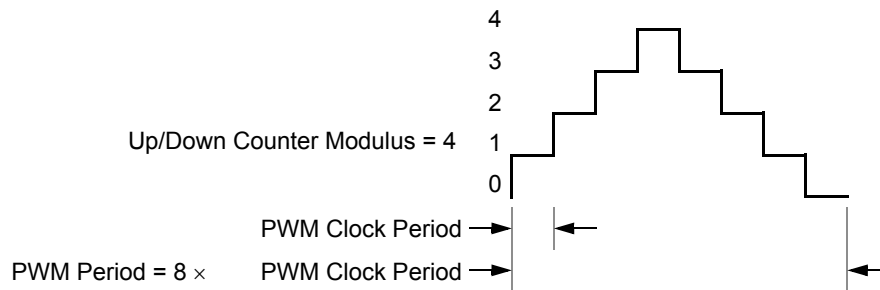 4
3
2
Up/Down Counter Modulus = 4 1
0
PWM Clock Period
PWM Period = 8 × PWM Clock Period